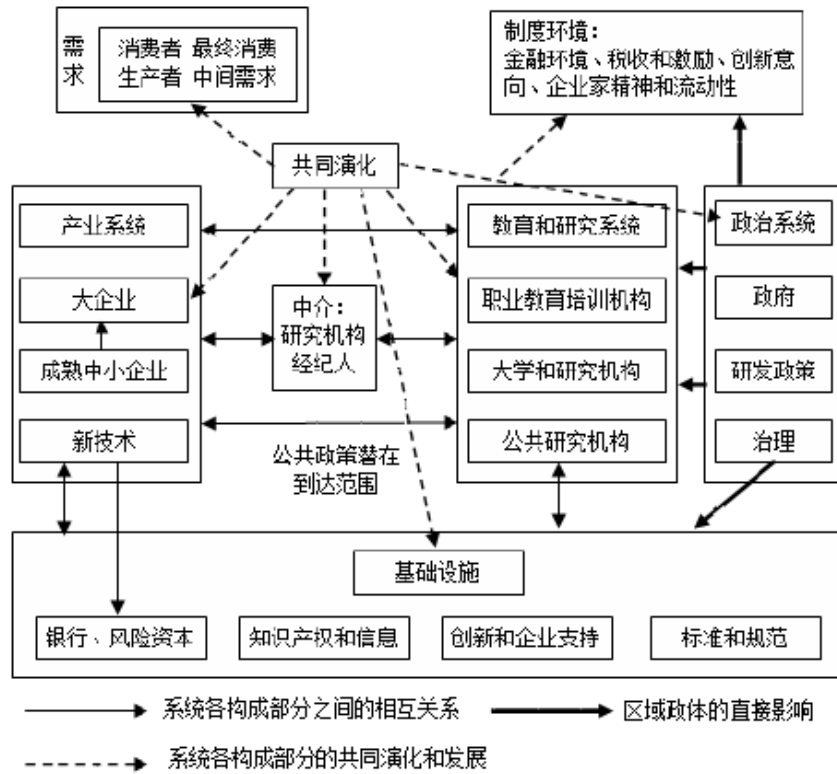 需
求
消费者 最终消费
生产者 中间需求
制度环境：
金融环境、税收和激励、创新意
向、企业家精神和流动性
共同演化
产业系统
大企业
成熟中小企业
新技术
中介：
研究机构
经纪人
公共政策潜在
到达范围
教育和研究系统
职业教育培训机构
大学和研究机构
公共研究机构
政治系统
政府
研发政策
治理
基础设施
银行、风险资本
知识产权和信息
创新和企业支持
标准和规范
系统各构成部分之间的相互关系
区域政体的直接影响
系统各构成部分的共同演化和发展